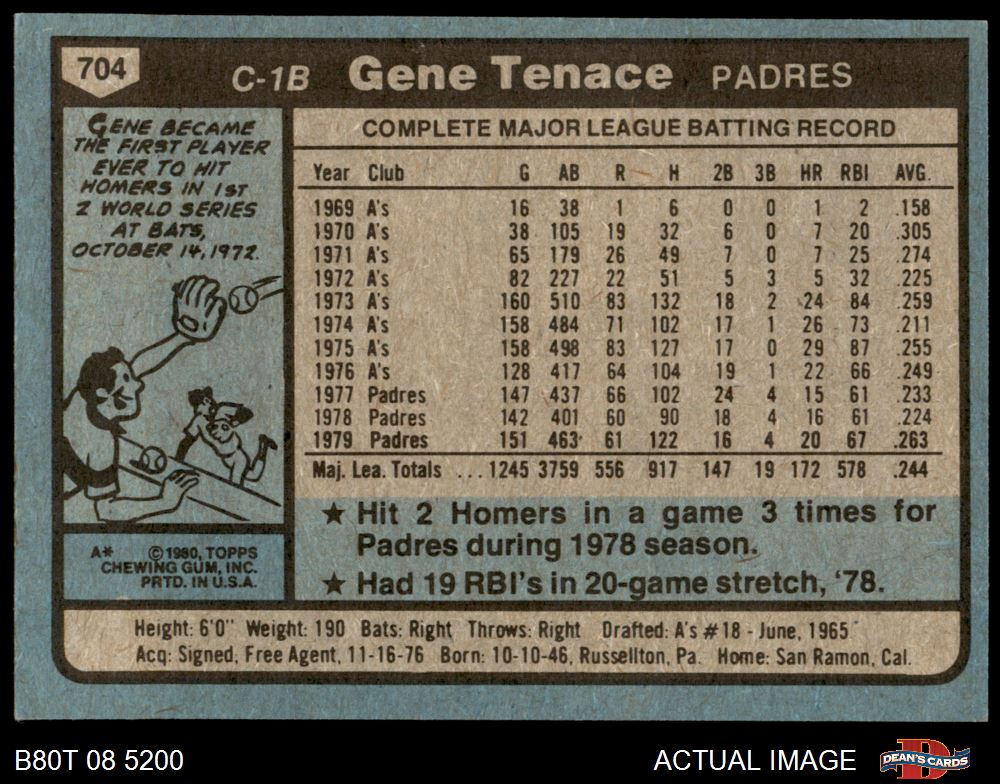 704
C-1B Gene Tenace PADRES
GENE BECAME
THE FIRST PLAYER
EVER TO HIT
HOMERS IN 1ST
2 WORLD SERIES
AT BATS,
OCTOBER 14, 1972.
COMPLETE MAJOR LEAGUE BATTING RECORD
Year Club G AB R H 2B 3B HR RBI AVG.
1969 A's 16 38 1 6 0 0 1 2 .158
1970 A's 38 105 19 32 6 0 7 20 .305
1971 A's 65 179 26 49 7 0 7 25 .274
1972 A's 82 227 22 51 5 3 5 32 .225
1973 A's 160 510 83 132 18 2 24 84 .259
1974 A's 158 484 71 102 17 1 26 73 .211
1975 A's 158 498 83 127 17 0 29 87 .255
1976 A's 128 417 64 104 19 1 22 66 .249
1977 Padres 147 437 66 102 24 4 15 61 .233
1978 Padres 142 401 60 90 18 4 16 61 .224
1979 Padres 151 463 61 122 16 4 20 67 .263
Maj. Lea. Totals ... 1245 3759 556 917 147 19 172 578 .244
★ Hit 2 Homers in a game 3 times for
Padres during 1978 season.
★ Had 19 RBI's in 20-game stretch, '78.
A* © 1980, TOPPS
CHEWING GUM, INC.
PRTD. IN U.S.A.
Height: 6'0" Weight: 190 Bats: Right Throws: Right Drafted: A's #18 - June, 1965
Acq: Signed, Free Agent, 11-16-76 Born: 10-10-46, Russellton, Pa. Home: San Ramon, Cal.
B80T 08 5200
ACTUAL IMAGE
D
DEAN'S CARDS